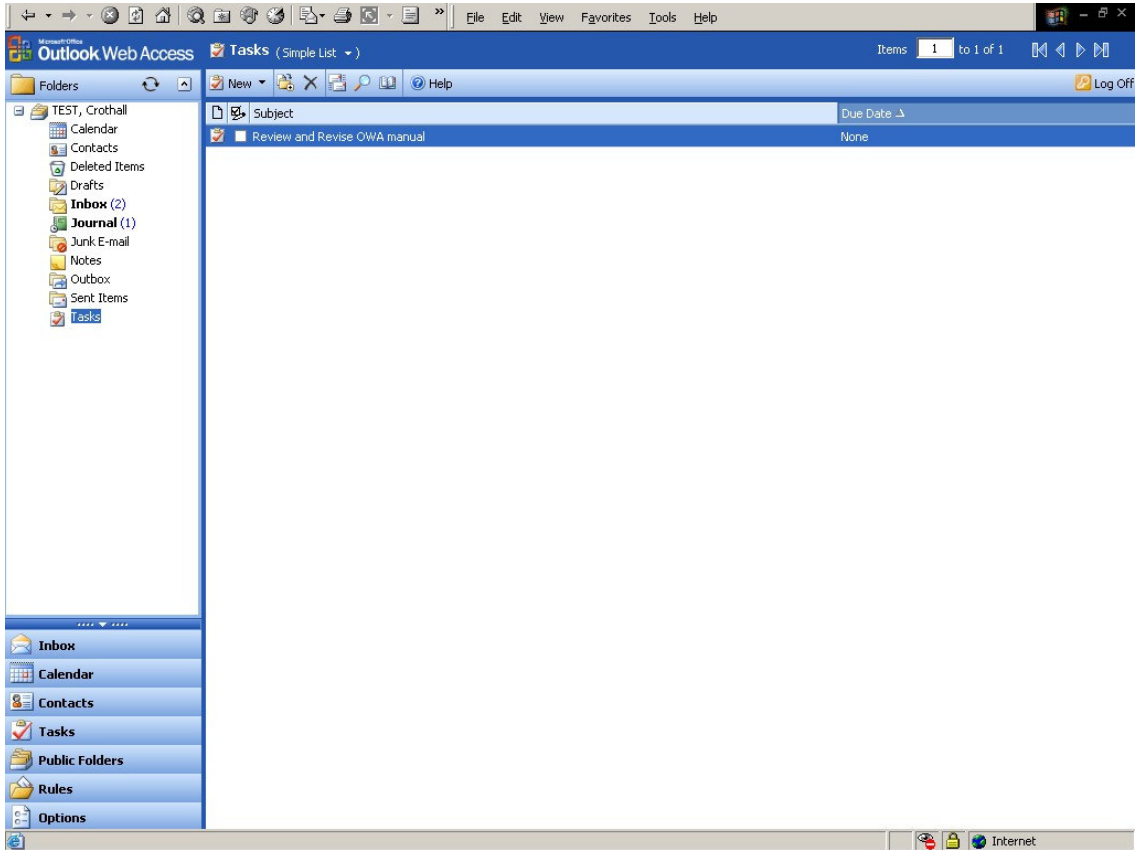 File Edit View Favorites Tools Help
Microsoft Office
Outlook Web Access
Tasks (Simple List)
Items 1 to 1 of 1
Folders
New
Help
Log Off
TEST, Crothall
Calendar
Contacts
Deleted Items
Drafts
Inbox (2)
Journal (1)
Junk E-mail
Notes
Outbox
Sent Items
Tasks
Subject Due Date
Review and Revise OWA manual None
Inbox
Calendar
Contacts
Tasks
Public Folders
Rules
Options
Internet